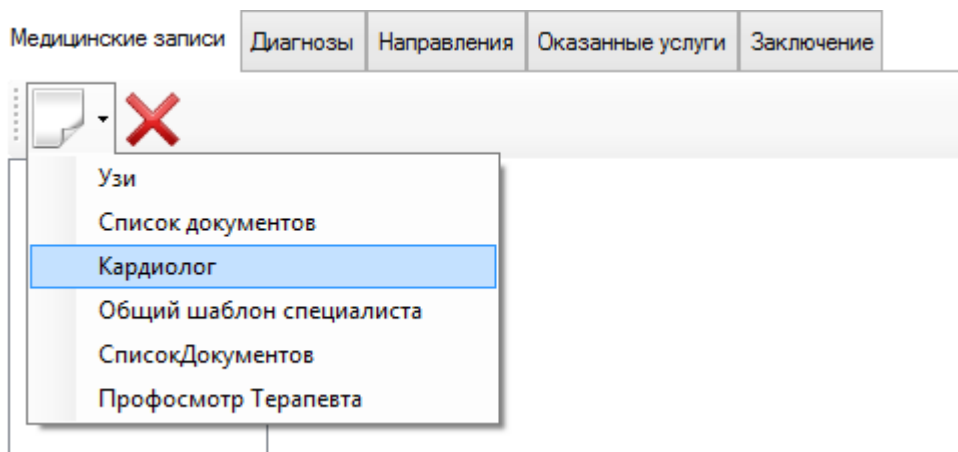 Медицинские записи Диагнозы Направления Оказанные услуги Заключение
Узи
Список документов
Кардиолог
Общий шаблон специалиста
СписокДокументов
Профосмотр Терапевта